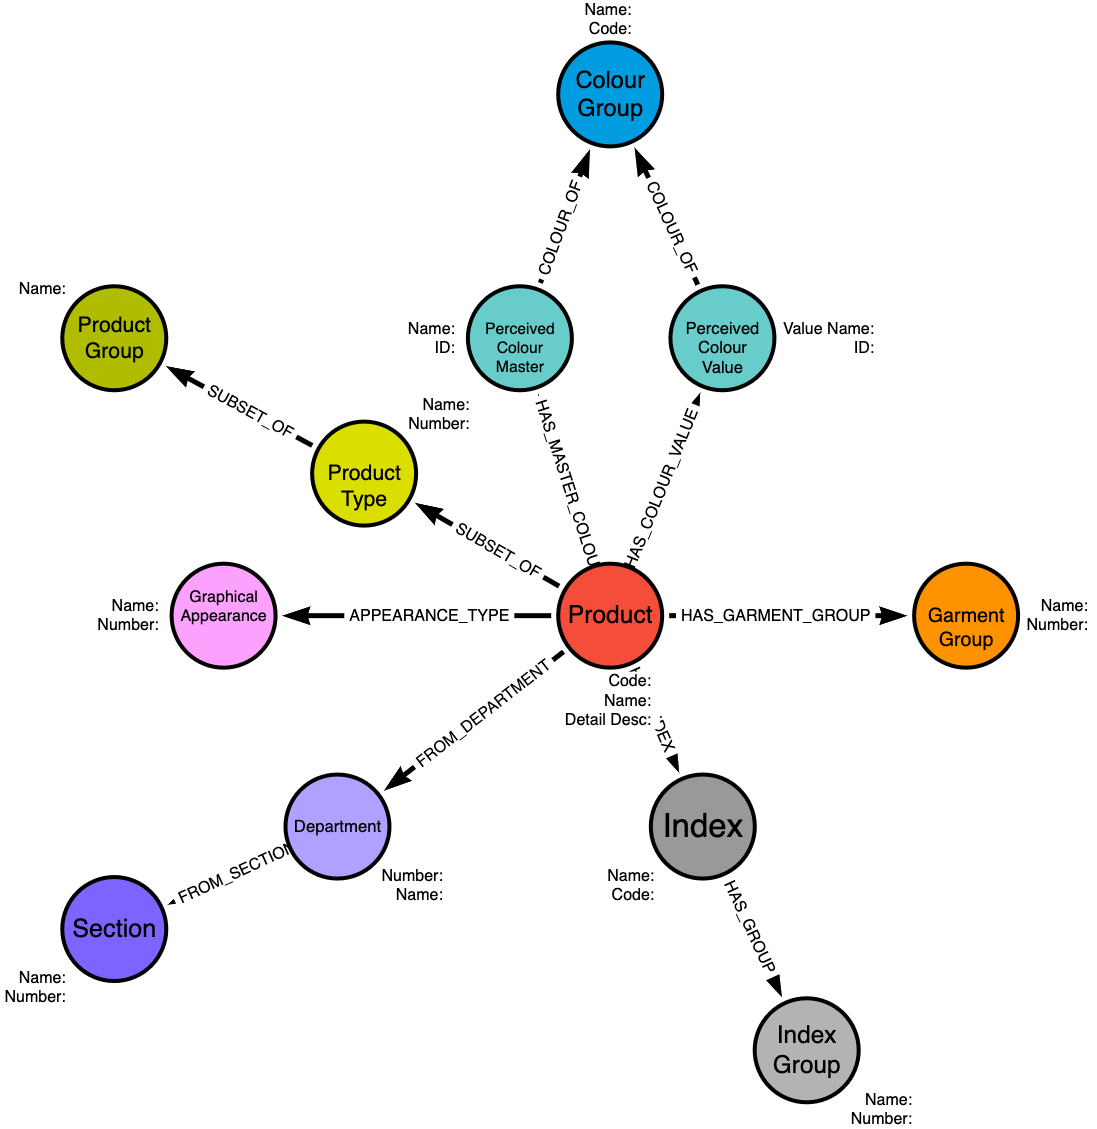 Name:
Code:
Colour
Group
COLOUR_OF
COLOUR_OF
Name:
Product
Group
Name:
ID:
Perceived
Colour
Master
Perceived
Colour
Value
Value Name:
ID:
SUBSET_OF
Name:
Number:
Product
Type
HAS_MASTER_COLOU
HAS_COLOUR_VALUE
SUBSET_OF
Name:
Number:
Graphical
Appearance
APPEARANCE_TYPE
Product
HAS_GARMENT_GROUP
Garment
Group
Name:
Number:
Code:
Name:
Detail Desc:
FROM_DEPARTMENT
DEX
Department
Index
FROM_SECTION
Number:
Name:
Name:
Code:
HAS_GROUP
Section
Name:
Number:
Index
Group
Name:
Number: